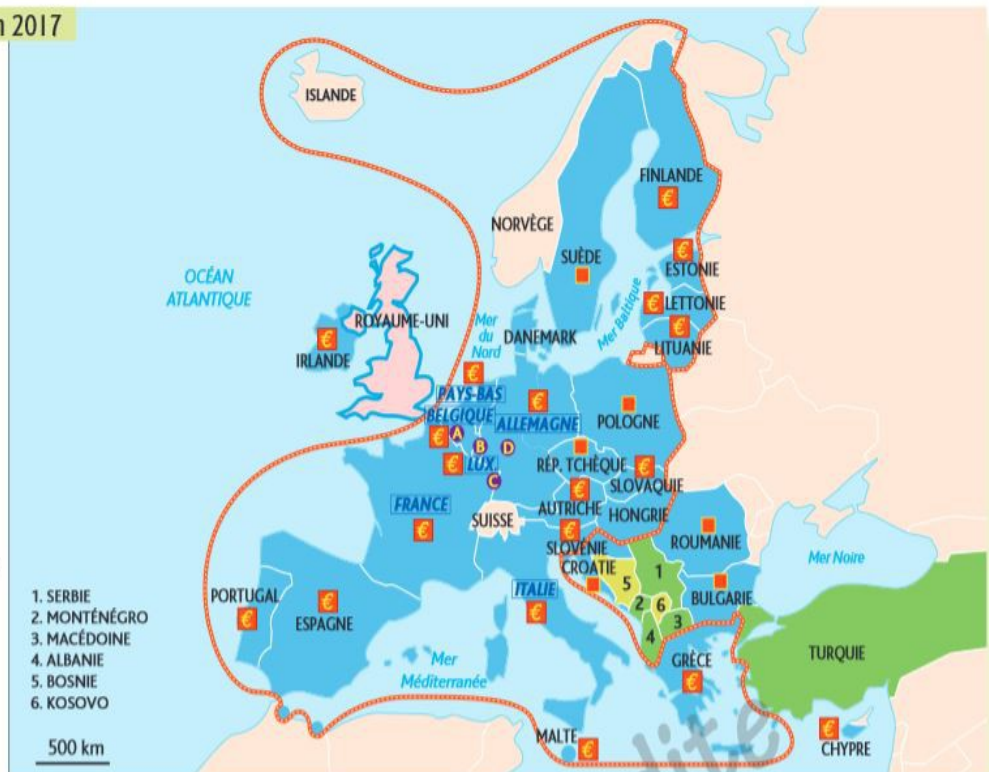 n 2017
ISLANDE
FINLANDE
€
NORVÈGE
SUÈDE
€
ESTONIE
OCÉAN
ATLANTIQUE
Mer Baltique
€ LETTONIE
ROYAUME-UNI
Mer
du
Nord
DANEMARK
€
LITUANIE
€
IRLANDE
€
PAYS-BAS
€
ALLEMAGNE
POLOGNE
BELGIQUE
€ A
B
D
RÉP. TCHÈQUE
€
SLOVAQUIE
€ LUX.
C
€
AUTRICHE
HONGRIE
FRANCE
€
SUISSE
€
SLOVÉNIE
CROATIE
ROUMANIE
Mer Noire
1
5
2
6
3
4
BULGARIE
ITALIE
€
PORTUGAL
€
€
ESPAGNE
1. SERBIE
2. MONTÉNÉGRO
3. MACÉDOINE
4. ALBANIE
5. BOSNIE
6. KOSOVO
Mer
Méditerranée
GRÈCE
€
TURQUIE
MALTE
€
€
CHYPRE
500 km